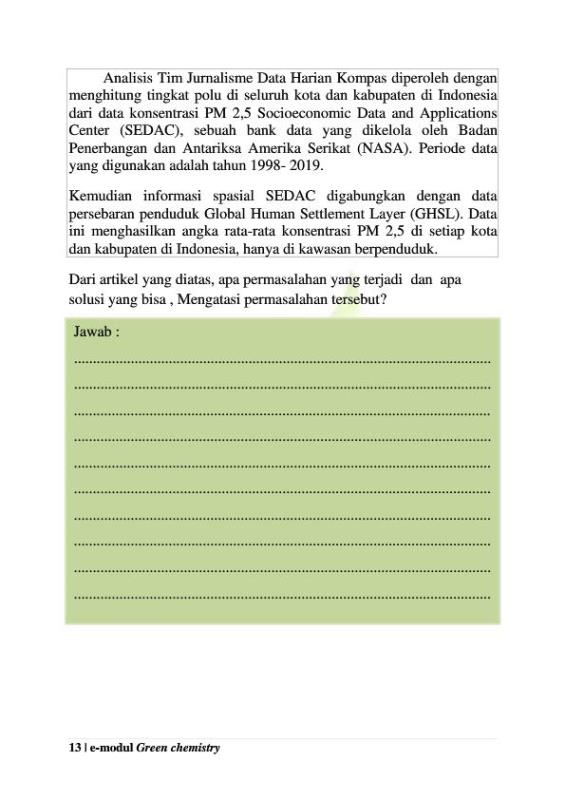 Analisis Tim Jurnalisme Data Harian Kompas diperoleh dengan
menghitung tingkat polu di seluruh kota dan kabupaten di Indonesia
dari data konsentrasi PM 2,5 Socioeconomic Data and Applications
Center (SEDAC), sebuah bank data yang dikelola oleh Badan
Penerbangan dan Antariksa Amerika Serikat (NASA). Periode data
yang digunakan adalah tahun 1998- 2019.
Kemudian informasi spasial SEDAC digabungkan dengan data
persebaran penduduk Global Human Settlement Layer (GHSL). Data
ini menghasilkan angka rata-rata konsentrasi PM 2,5 di setiap kota
dan kabupaten di Indonesia, hanya di kawasan berpenduduk.
Dari artikel yang diatas, apa permasalahan yang terjadi dan apa
solusi yang bisa , Mengatasi permasalahan tersebut?
Jawab :
13 | e-modul Green chemistry